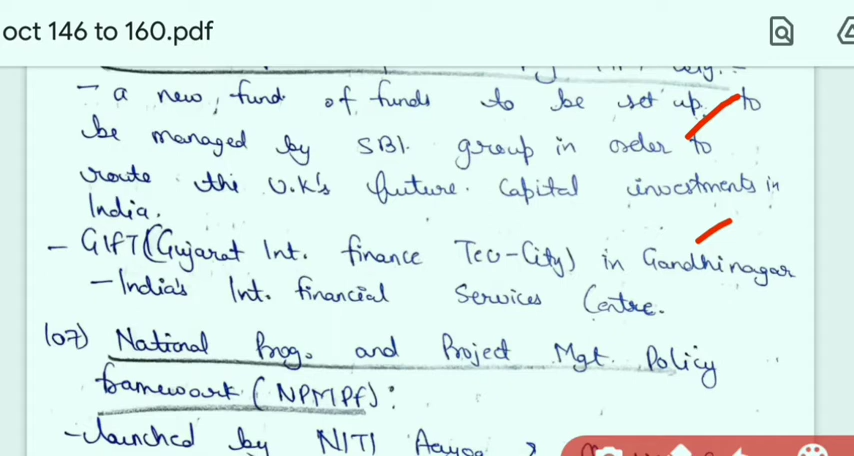 oct 146 to 160.pdf
- a new, fund of funds to be set up to
be managed by SBI group in order to
route the U.K's future capital investments in
India.
- GIFT (Gujarat Int. finance Tec-City) in Gandhinagar
- India's Int. financial Services Centre.
(07) National Prog. and Project Mgt. Policy
framework (NPMPf):
- launched by NITI Aayog